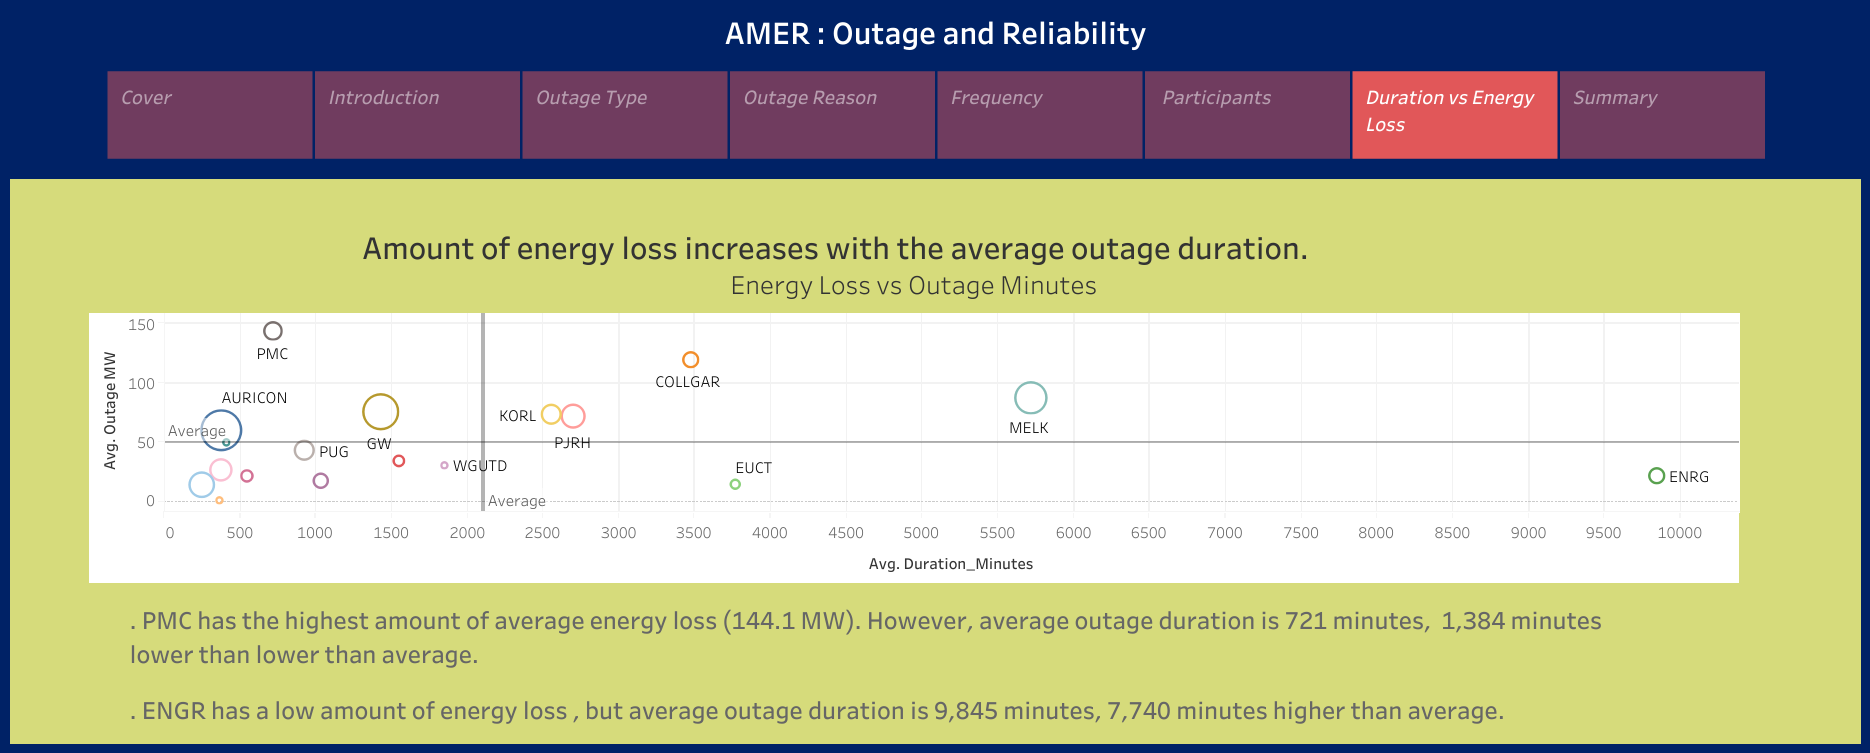 AMER : Outage and Reliability
Cover
Introduction
Outage Type
Outage Reason
Frequency
Participants
Duration vs Energy
Loss
Summary
Amount of energy loss increases with the average outage duration.
Energy Loss vs Outage Minutes
Avg. Outage MW
150
100
50
0
PMC
AURICON
Average
PUG
GW
WGUTD
KORL
PJRH
COLLGAR
EUCT
MELK
ENRG
Average
0 500 1000 1500 2000 2500 3000 3500 4000 4500 5000 5500 6000 6500 7000 7500 8000 8500 9000 9500 10000
Avg. Duration_Minutes
. PMC has the highest amount of average energy loss (144.1 MW). However, average outage duration is 721 minutes,  1,384 minutes
lower than lower than average.
. ENGR has a low amount of energy loss , but average outage duration is 9,845 minutes, 7,740 minutes higher than average.